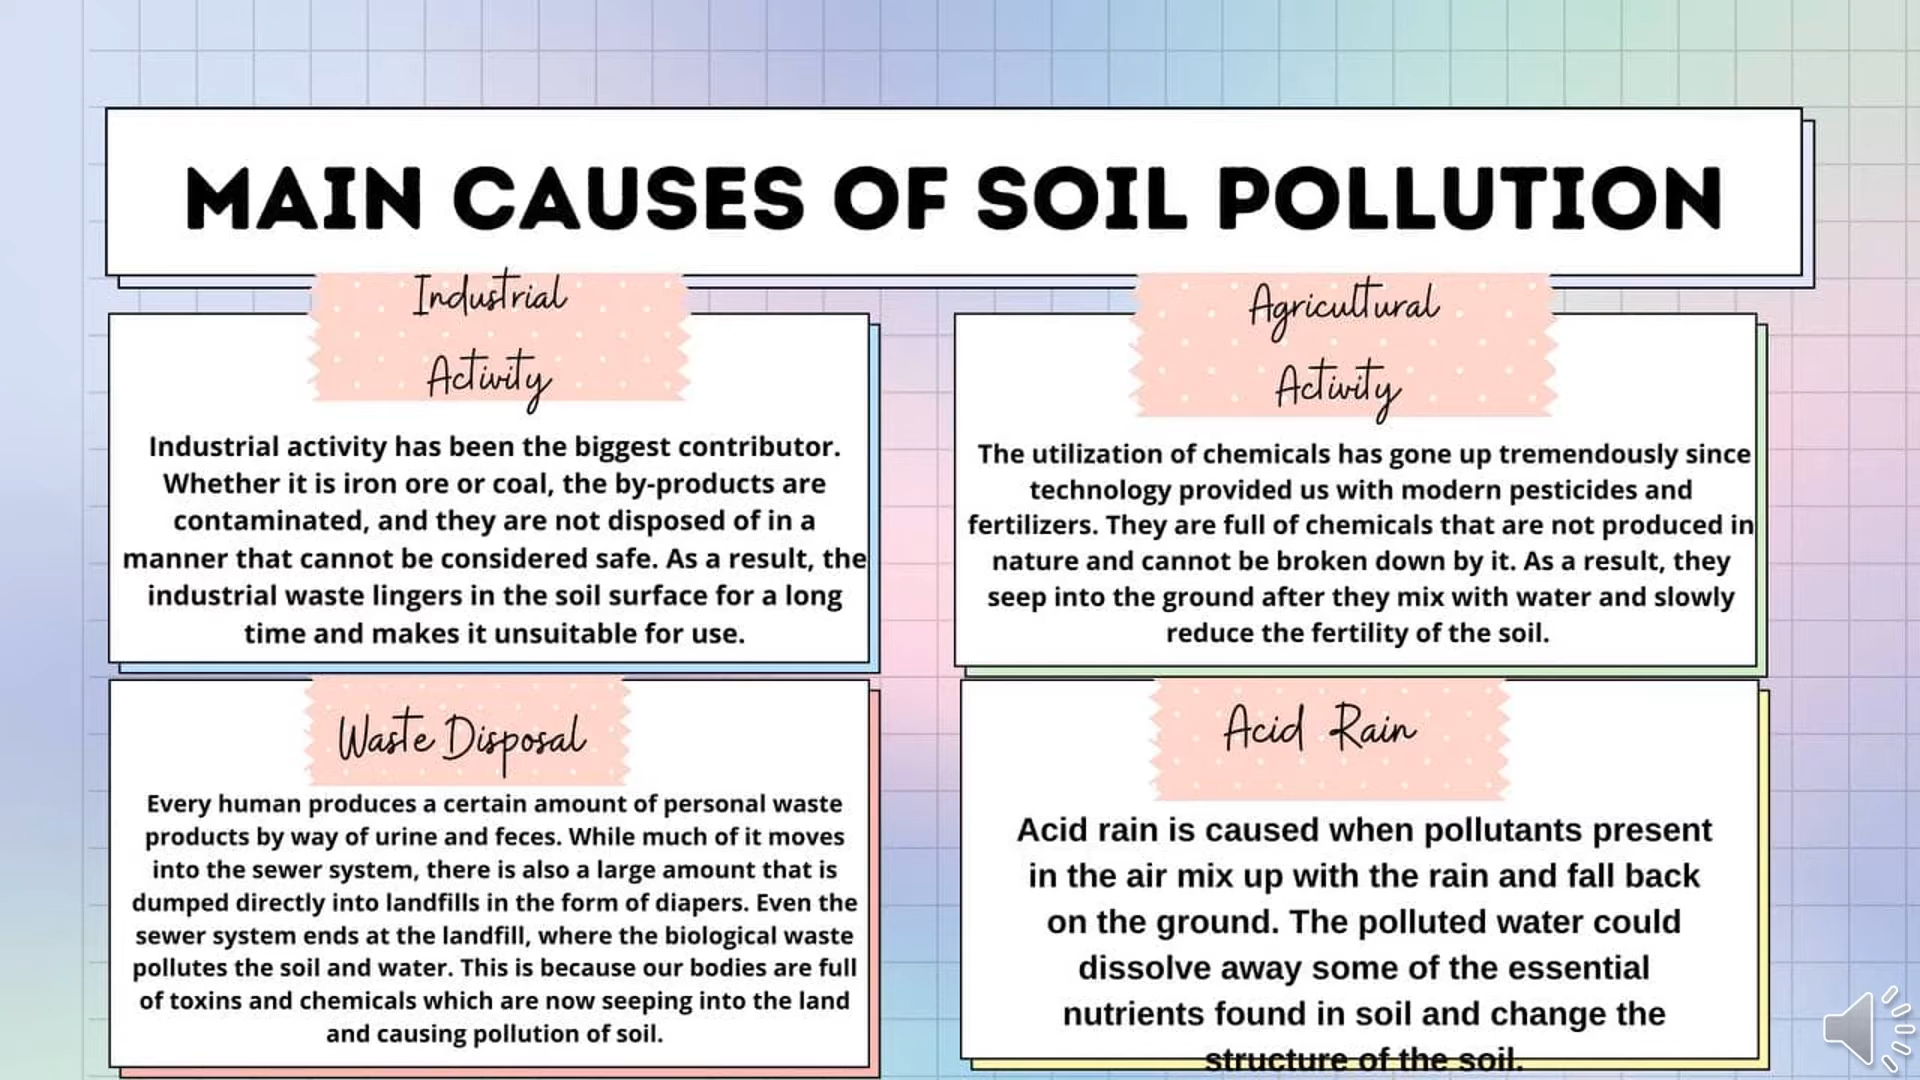 MAIN CAUSES OF SOIL POLLUTION
Industrial
Activity
Industrial activity has been the biggest contributor.
Whether it is iron ore or coal, the by-products are
contaminated, and they are not disposed of in a
manner that cannot be considered safe. As a result, the
industrial waste lingers in the soil surface for a long
time and makes it unsuitable for use.
Agricultural
Activity
The utilization of chemicals has gone up tremendously since
technology provided us with modern pesticides and
fertilizers. They are full of chemicals that are not produced in
nature and cannot be broken down by it. As a result, they
seep into the ground after they mix with water and slowly
reduce the fertility of the soil.
Waste Disposal
Every human produces a certain amount of personal waste
products by way of urine and feces. While much of it moves
into the sewer system, there is also a large amount that is
dumped directly into landfills in the form of diapers. Even the
sewer system ends at the landfill, where the biological waste
pollutes the soil and water. This is because our bodies are full
of toxins and chemicals which are now seeping into the land
and causing pollution of soil.
Acid Rain
Acid rain is caused when pollutants present
in the air mix up with the rain and fall back
on the ground. The polluted water could
dissolve away some of the essential
nutrients found in soil and change the
structure of the soil.